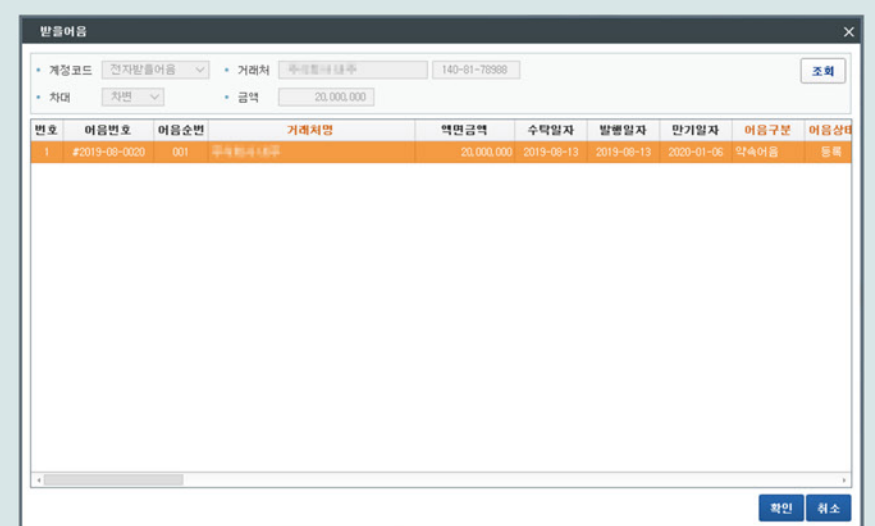 받을어음
• 계정코드 전자받을어음 • 거래처 140-81-78988 조회
• 차대 차변 • 금액 20,000,000
번호 어음번호 어음순번 거래처명 액면금액 수탁일자 발행일자 만기일자 어음구분 어음상태
1 #2019-08-0020 001 20,000,000 2019-08-13 2019-08-13 2020-01-06 약속어음 등록
확인 취소